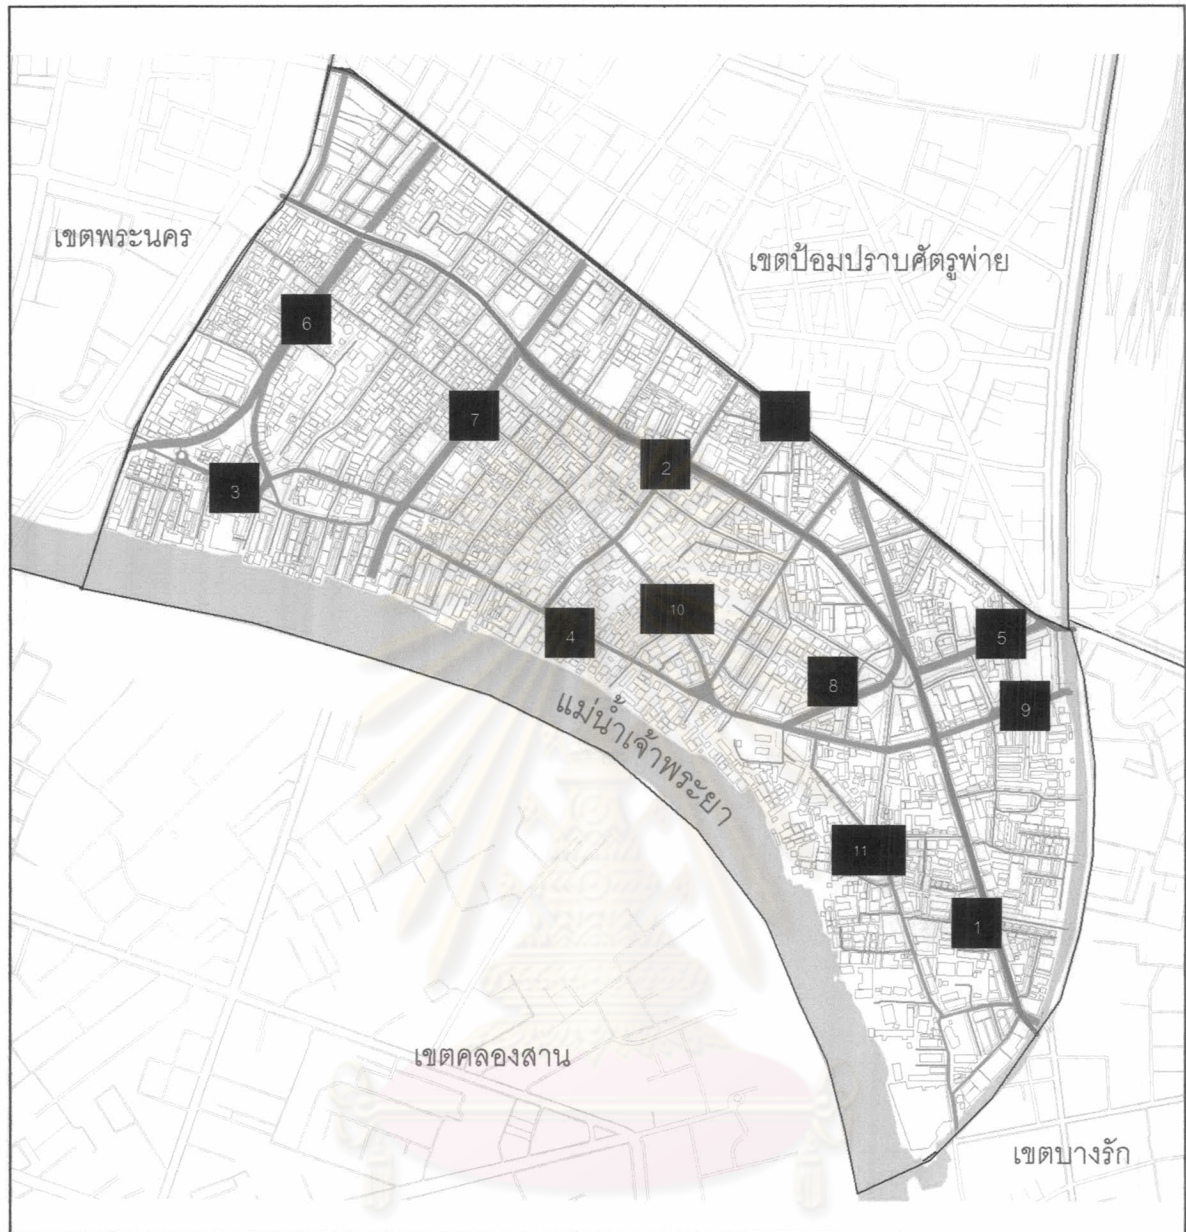 เขตพระนคร
เขตป้อมปราบศัตรูพ่าย
6
7
2
3
10
4
5
8
9
แม่น้ำเจ้าพระยา
11
1
เขตคลองสาน
เขตบางรัก